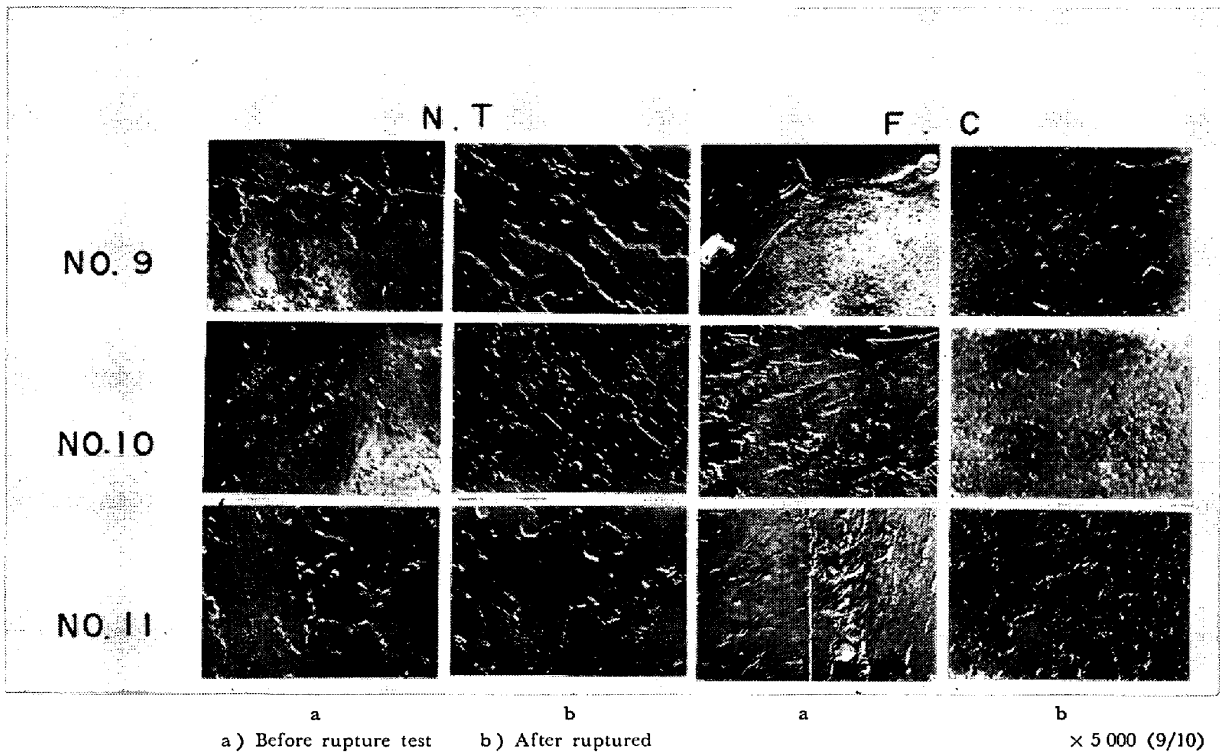 N.T F.C
NO.9
NO.10
NO.11
a b a b
a) Before rupture test b) After ruptured × 5 000 (9/10)